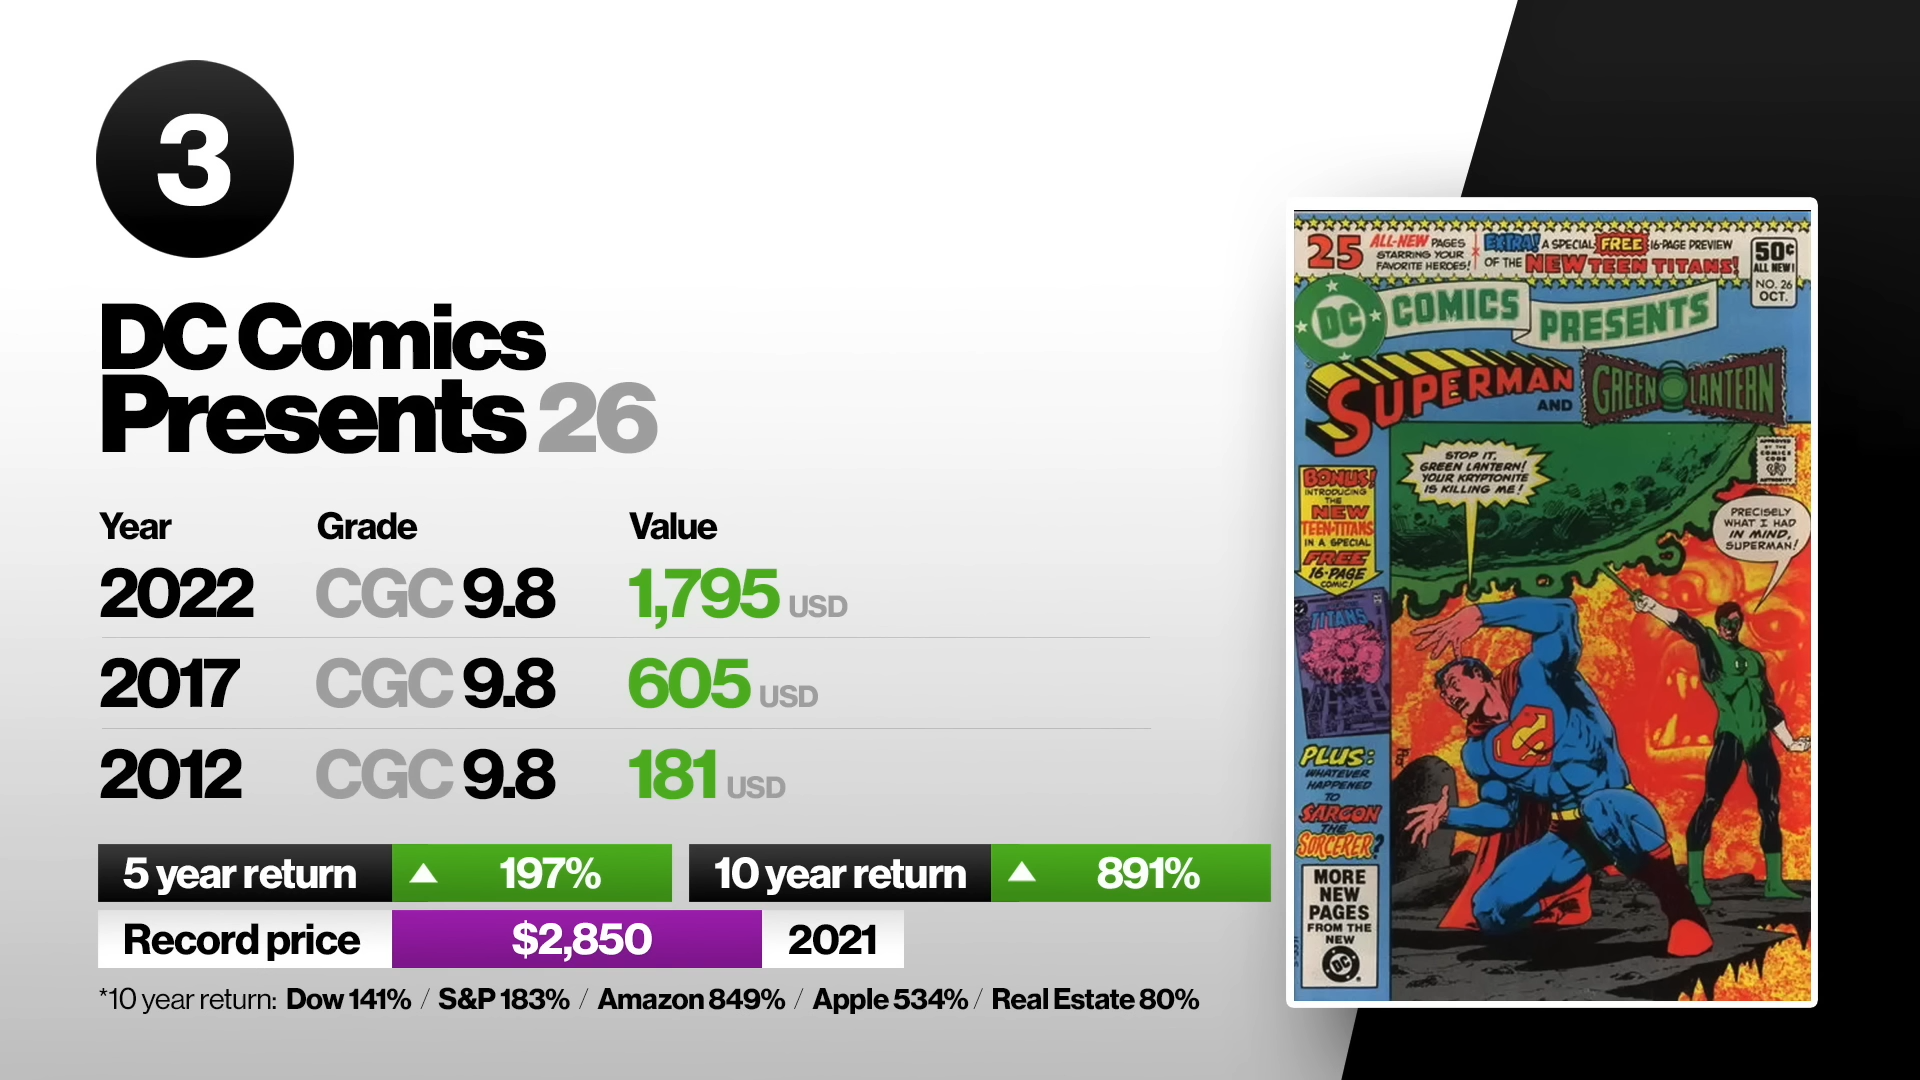 3
DC Comics
Presents 26
Year Grade Value
2022 CGC 9.8 1,795 USD
2017 CGC 9.8 605 USD
2012 CGC 9.8 181 USD
5 year return 197% 10 year return 891%
Record price $2,850 2021
*10 year return: Dow 141% / S&P 183% / Amazon 849% / Apple 534% / Real Estate 80%
25 ALL-NEW PAGES
STARRING YOUR
FAVORITE HEROES!
EXTRA! A SPECIAL FREE 16-PAGE PREVIEW
OF THE NEW TEEN TITANS!
50¢
ALL NEW!
NO. 26
OCT.
DC COMICS PRESENTS
SUPERMAN
AND
GREEN LANTERN
APPROVED
BY THE
COMICS
CODE
AUTHORITY
STOP IT,
GREEN LANTERN!
YOUR KRYPTONITE
IS KILLING ME!
PRECISELY
WHAT I HAD
IN MIND,
SUPERMAN!
BONUS!
INTRODUCING
THE
NEW
TEEN-TITANS
IN A SPECIAL
FREE
16-PAGE
COMIC!
TITANS
PLUS:
WHATEVER
HAPPENED
TO
SARGON
THE
SORCERER?
MORE
NEW
PAGES
FROM THE
NEW
DC